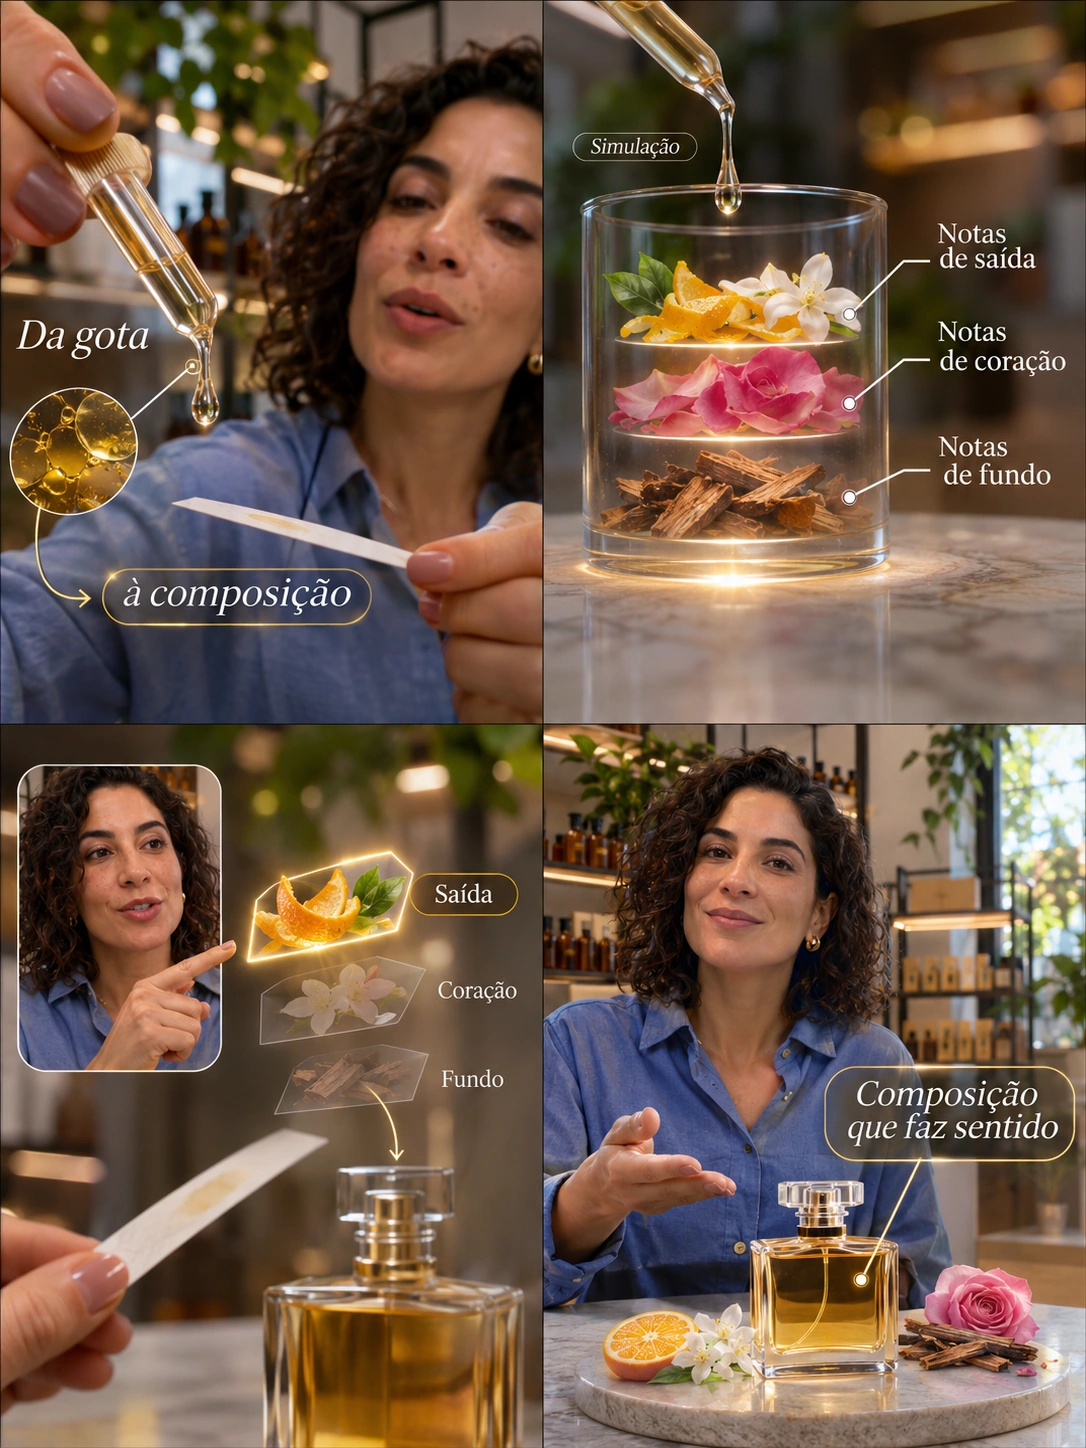 Da gota
à composição
Simulação
Notas
de saída
Notas
de coração
Notas
de fundo
Saída
Coração
Fundo
Composição
que faz sentido